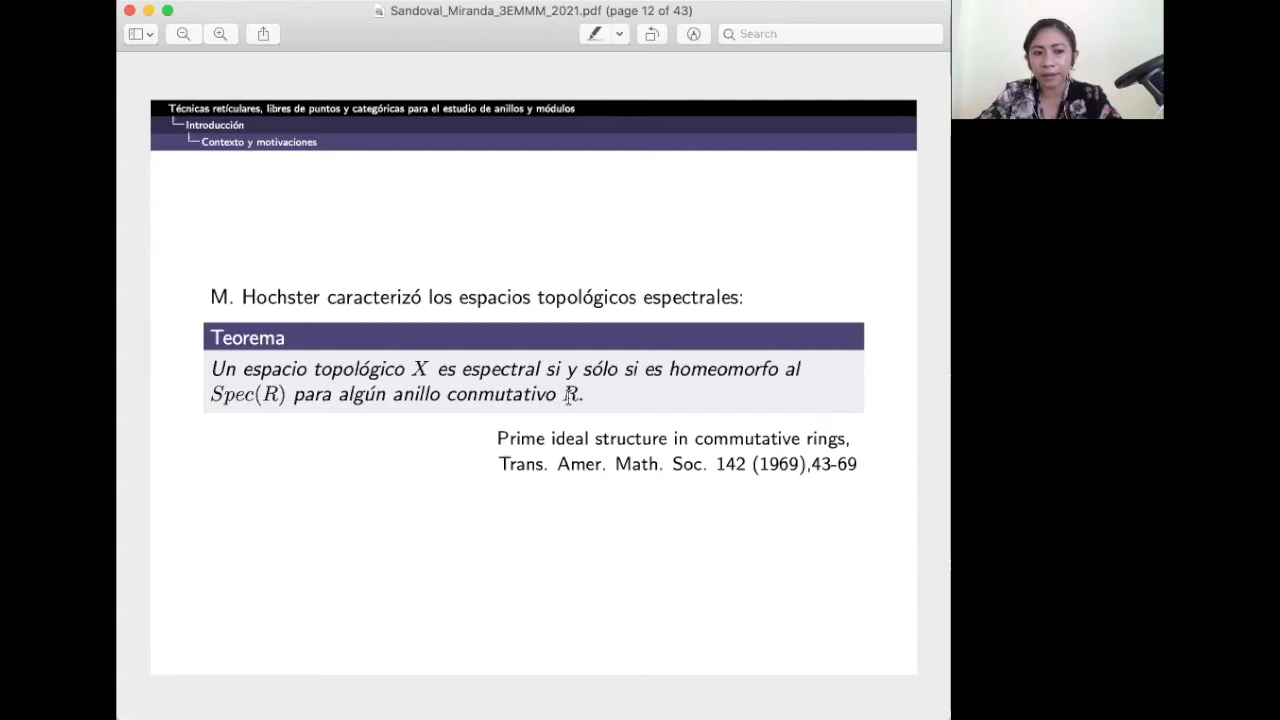 Sandoval_Miranda_3EMMM_2021.pdf (page 12 of 43)
Search
Técnicas retículares, libres de puntos y categóricas para el estudio de anillos y módulos
Introducción
Contexto y motivaciones
M. Hochster caracterizó los espacios topológicos espectrales:
Teorema
Un espacio topológico X es espectral si y sólo si es homeomorfo al
Spec(R) para algún anillo conmutativo R.
Prime ideal structure in commutative rings,
Trans. Amer. Math. Soc. 142 (1969),43-69